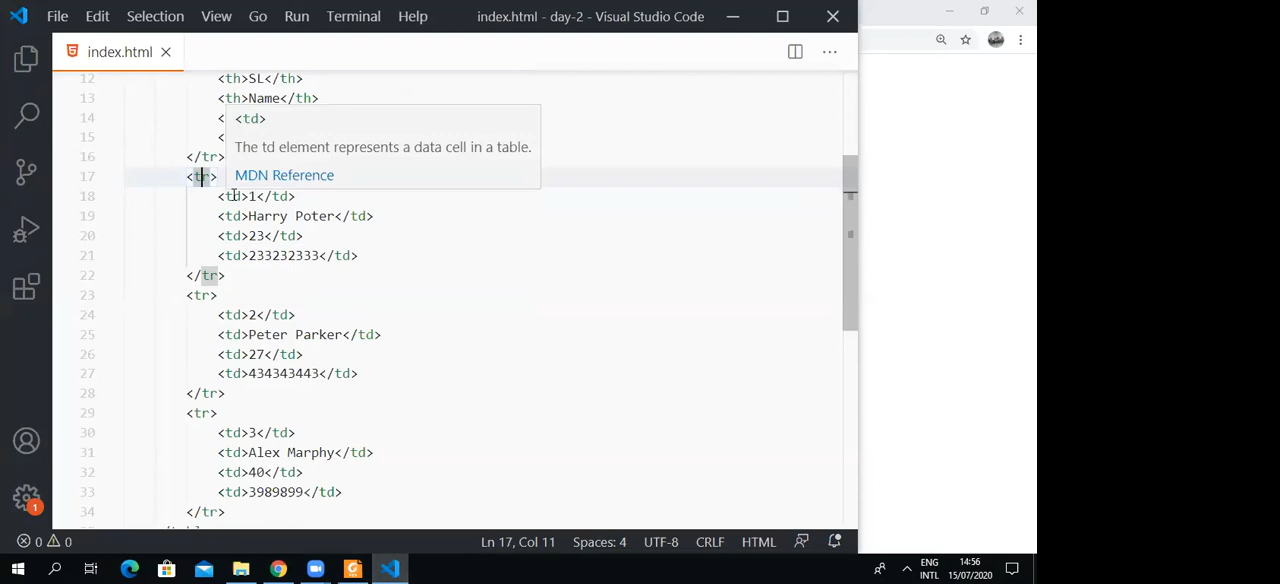 File Edit Selection View Go Run Terminal Help index.html - day-2 - Visual Studio Code
index.html
12 <th>SL</th>
13 <th>Name</th>
14 <
15 <
16 </tr>
<td>
The td element represents a data cell in a table.
MDN Reference
17 <tr>
18 <td>1</td>
19 <td>Harry Poter</td>
20 <td>23</td>
21 <td>233232333</td>
22 </tr>
23 <tr>
24 <td>2</td>
25 <td>Peter Parker</td>
26 <td>27</td>
27 <td>434343443</td>
28 </tr>
29 <tr>
30 <td>3</td>
31 <td>Alex Marphy</td>
32 <td>40</td>
33 <td>3989899</td>
34 </tr>
1
0 0 Ln 17, Col 11 Spaces: 4 UTF-8 CRLF HTML
ENG 14:56
INTL 15/07/2020